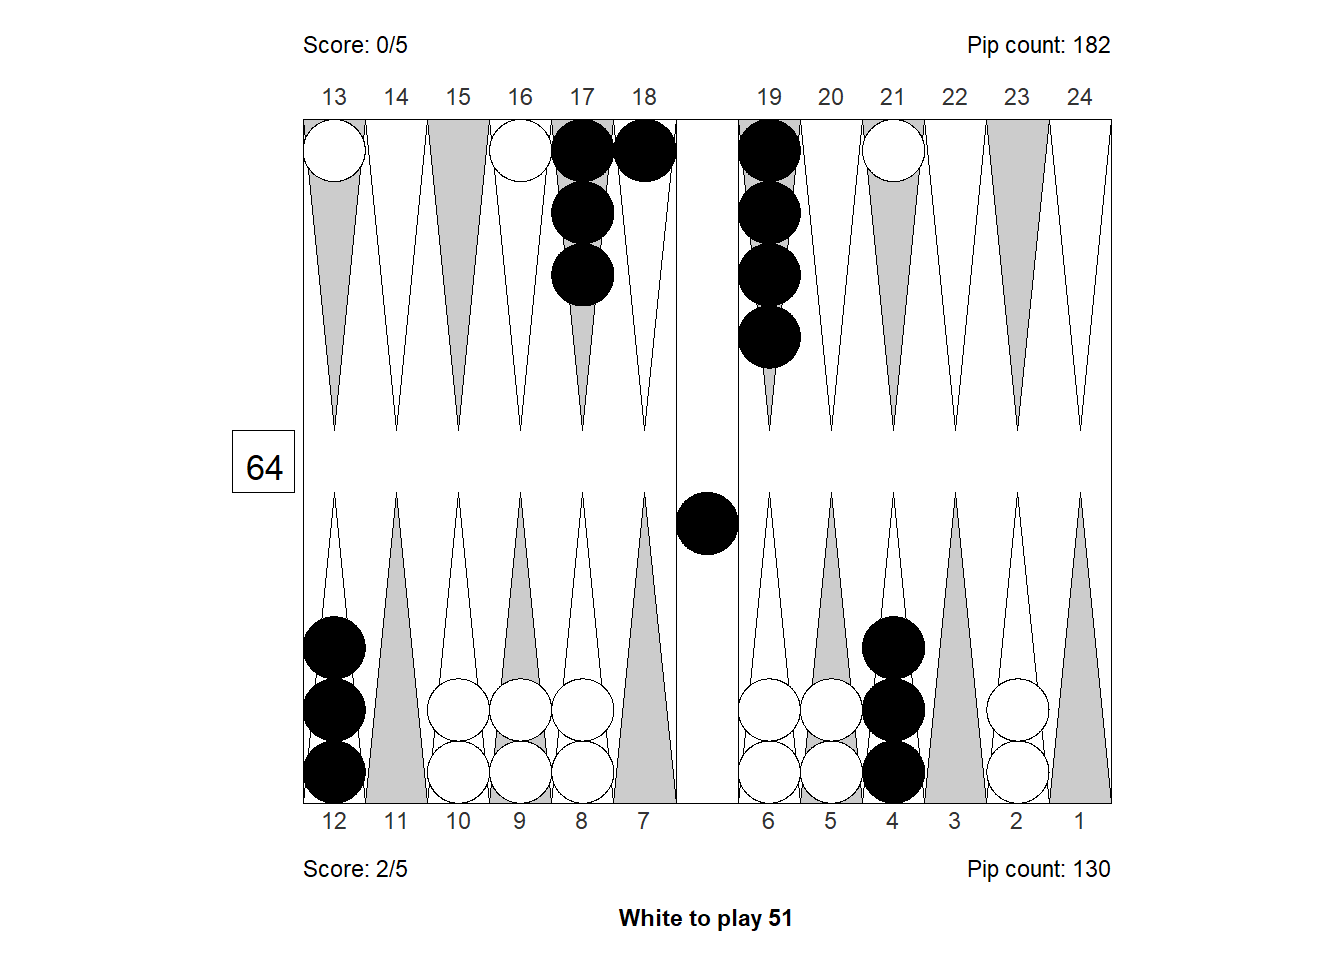 Score: 0/5 Pip count: 182
13 14 15 16 17 18 19 20 21 22 23 24
64
12 11 10 9 8 7 6 5 4 3 2 1
Score: 2/5 Pip count: 130
White to play 51